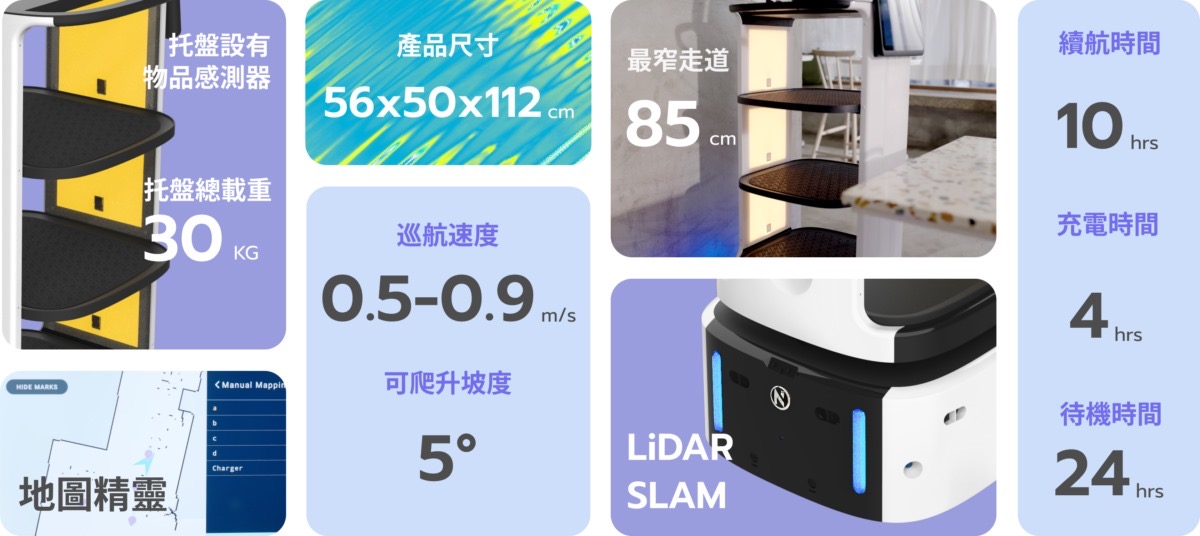 托盤設有
物品感測器
托盤總載重
30 KG
HIDE MARKS
Manual Mappin
a
b
c
d
Charger
地圖精靈
產品尺寸
56x50x112 cm
巡航速度
0.5-0.9 m/s
可爬升坡度
5°
最窄走道
85 cm
N
LiDAR
SLAM
續航時間
10 hrs
充電時間
4 hrs
待機時間
24 hrs